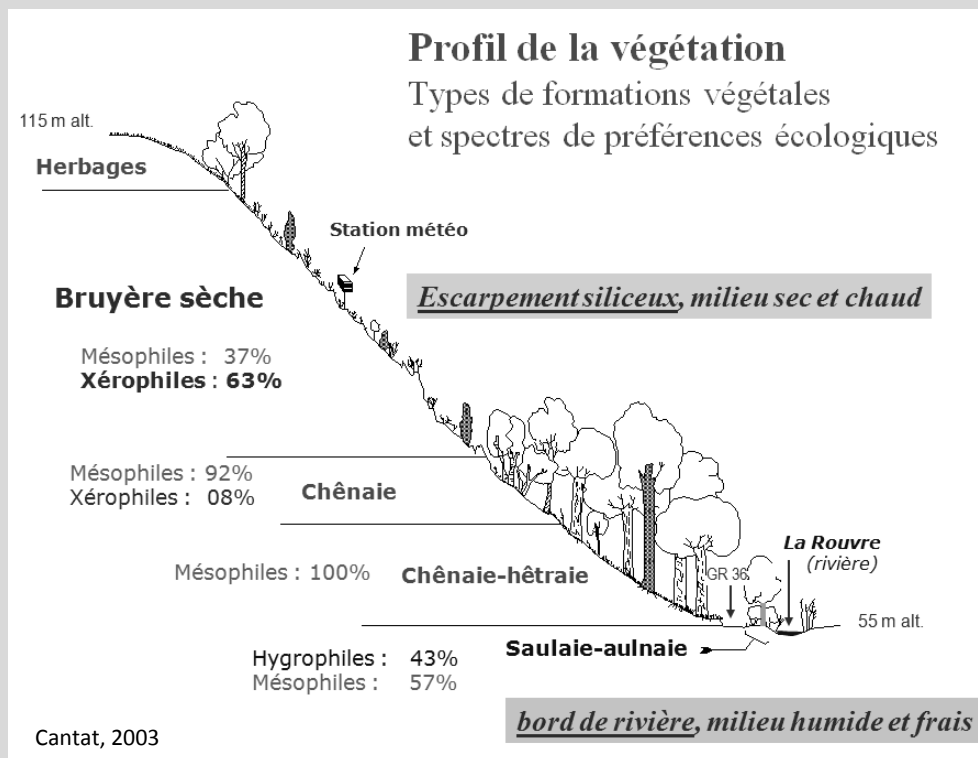 Profil de la végétation
Types de formations végétales
et spectres de préférences écologiques
115 m alt.
Herbages
Station météo
Bruyère sèche
Escarpement siliceux, milieu sec et chaud
Mésophiles : 37%
Xérophiles : 63%
Mésophiles : 92%
Xérophiles : 08%
Chênaie
La Rouvre
(rivière)
Mésophiles : 100%
Chênaie-hêtraie
GR 36
55 m alt.
Saulaie-aulnaie
Hygrophiles : 43%
Mésophiles : 57%
bord de rivière, milieu humide et frais
Cantat, 2003